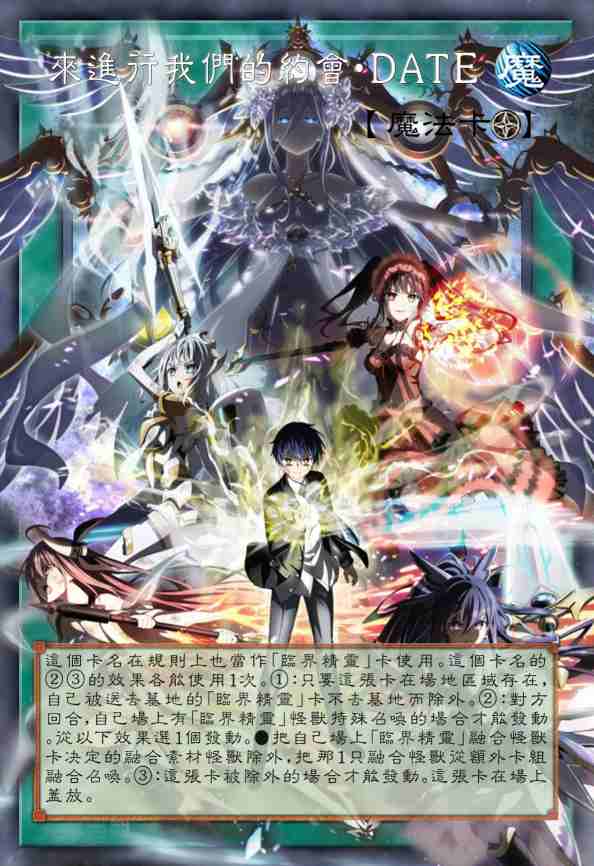 來進行我們的約會·DATE 魔
【魔法卡】
這個卡名在規則上也當作「臨界精靈」卡使用。這個卡名的
②③的效果各能使用1次。①:只要這張卡在場地區域存在,
自己被送去墓地的「臨界精靈」卡不去墓地而除外。②:對方
回合,自己場上有「臨界精靈」怪獸特殊召喚的場合才能發動
。從以下效果選1個發動。●把自己場上「臨界精靈」融合怪獸
卡決定的融合素材怪獸除外,把那1只融合怪獸從額外卡組
融合召喚。③:這張卡被除外的場合才能發動。這張卡在場上
蓋放。